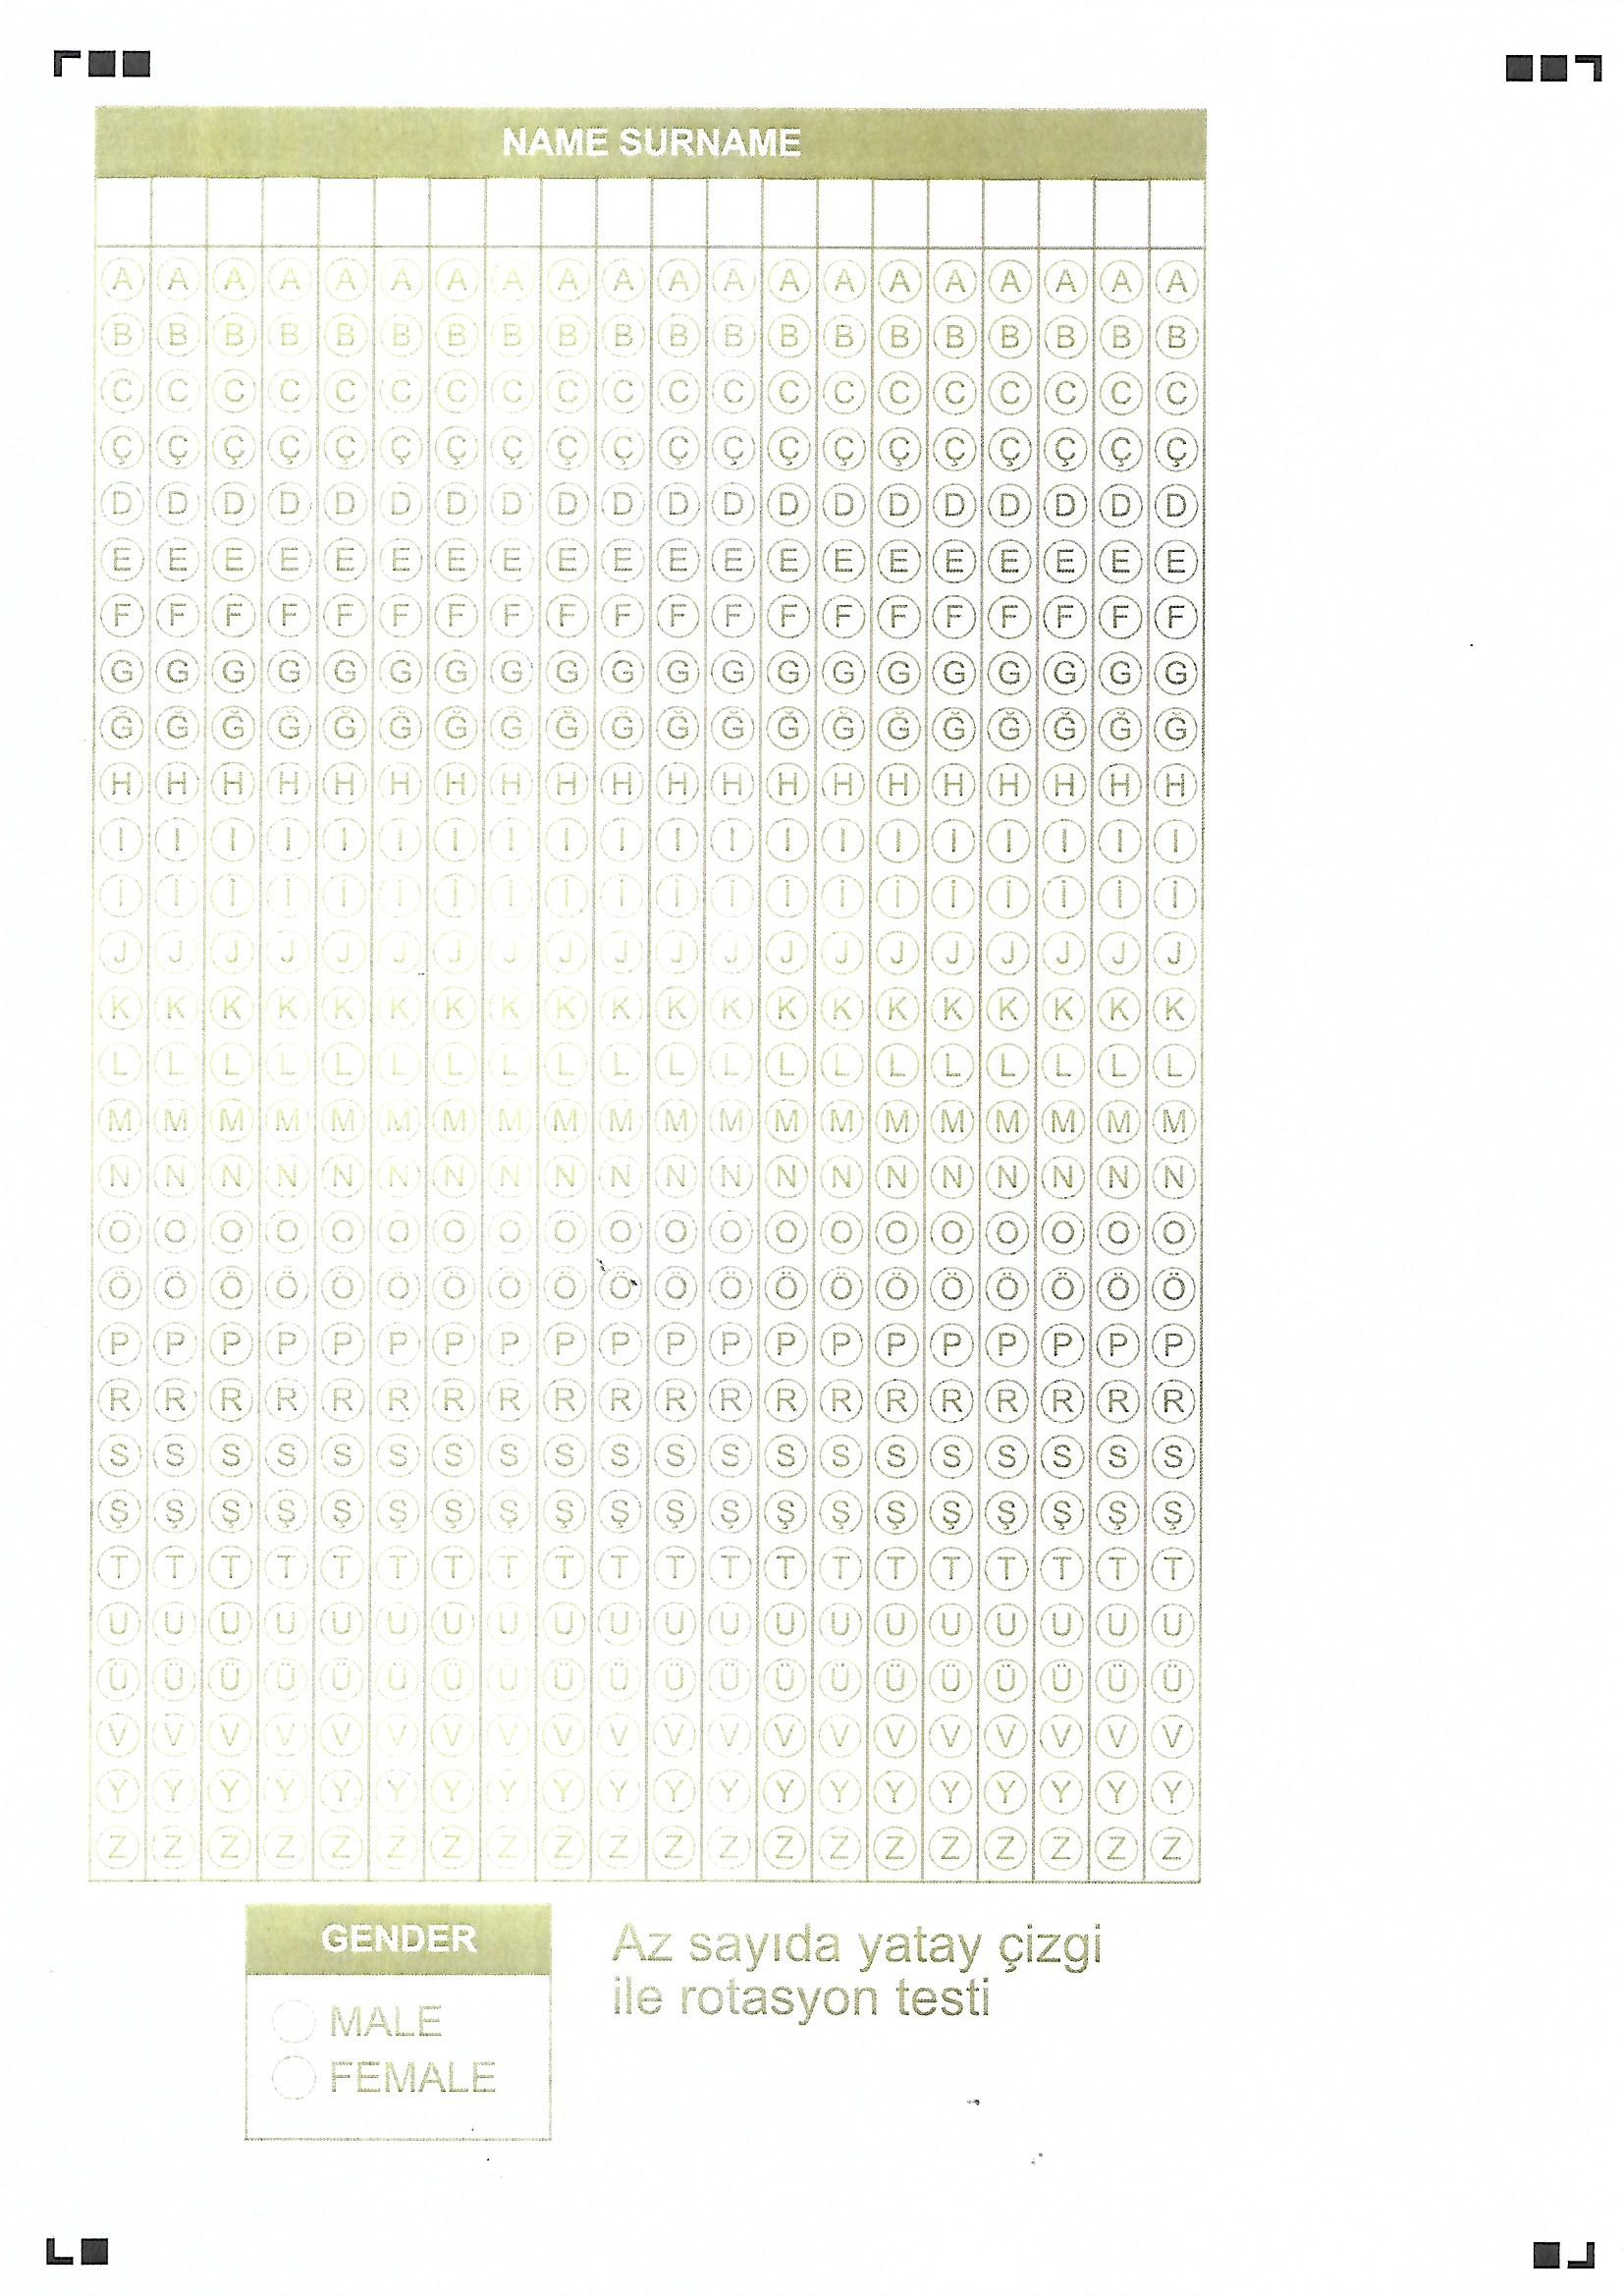 NAME SURNAME
A A A A A A A A A A A A A A A A A A A A
B B B B B B B B B B B B B B B B B B B B
C C C C C C C C C C C C C C C C C C C C
Ç Ç Ç Ç Ç Ç Ç Ç Ç Ç Ç Ç Ç Ç Ç Ç Ç Ç Ç Ç
D D D D D D D D D D D D D D D D D D D D
E E E E E E E E E E E E E E E E E E E E
F F F F F F F F F F F F F F F F F F F F
G G G G G G G G G G G G G G G G G G G G
Ğ Ğ Ğ Ğ Ğ Ğ Ğ Ğ Ğ Ğ Ğ Ğ Ğ Ğ Ğ Ğ Ğ Ğ Ğ Ğ
H H H H H H H H H H H H H H H H H H H H
I I I I I I I I I I I I I I I I I I I I
İ İ İ İ İ İ İ İ İ İ İ İ İ İ İ İ İ İ İ İ
J J J J J J J J J J J J J J J J J J J J
K K K K K K K K K K K K K K K K K K K K
L L L L L L L L L L L L L L L L L L L L
M M M M M M M M M M M M M M M M M M M M
N N N N N N N N N N N N N N N N N N N N
O O O O O O O O O O O O O O O O O O O O
Ö Ö Ö Ö Ö Ö Ö Ö Ö Ö Ö Ö Ö Ö Ö Ö Ö Ö Ö Ö
P P P P P P P P P P P P P P P P P P P P
R R R R R R R R R R R R R R R R R R R R
S S S S S S S S S S S S S S S S S S S S
Ş Ş Ş Ş Ş Ş Ş Ş Ş Ş Ş Ş Ş Ş Ş Ş Ş Ş Ş Ş
T T T T T T T T T T T T T T T T T T T T
U U U U U U U U U U U U U U U U U U U U
Ü Ü Ü Ü Ü Ü Ü Ü Ü Ü Ü Ü Ü Ü Ü Ü Ü Ü Ü Ü
V V V V V V V V V V V V V V V V V V V V
Y Y Y Y Y Y Y Y Y Y Y Y Y Y Y Y Y Y Y Y
Z Z Z Z Z Z Z Z Z Z Z Z Z Z Z Z Z Z Z Z
GENDER
MALE
FEMALE
Az sayıda yatay çizgi
ile rotasyon testi